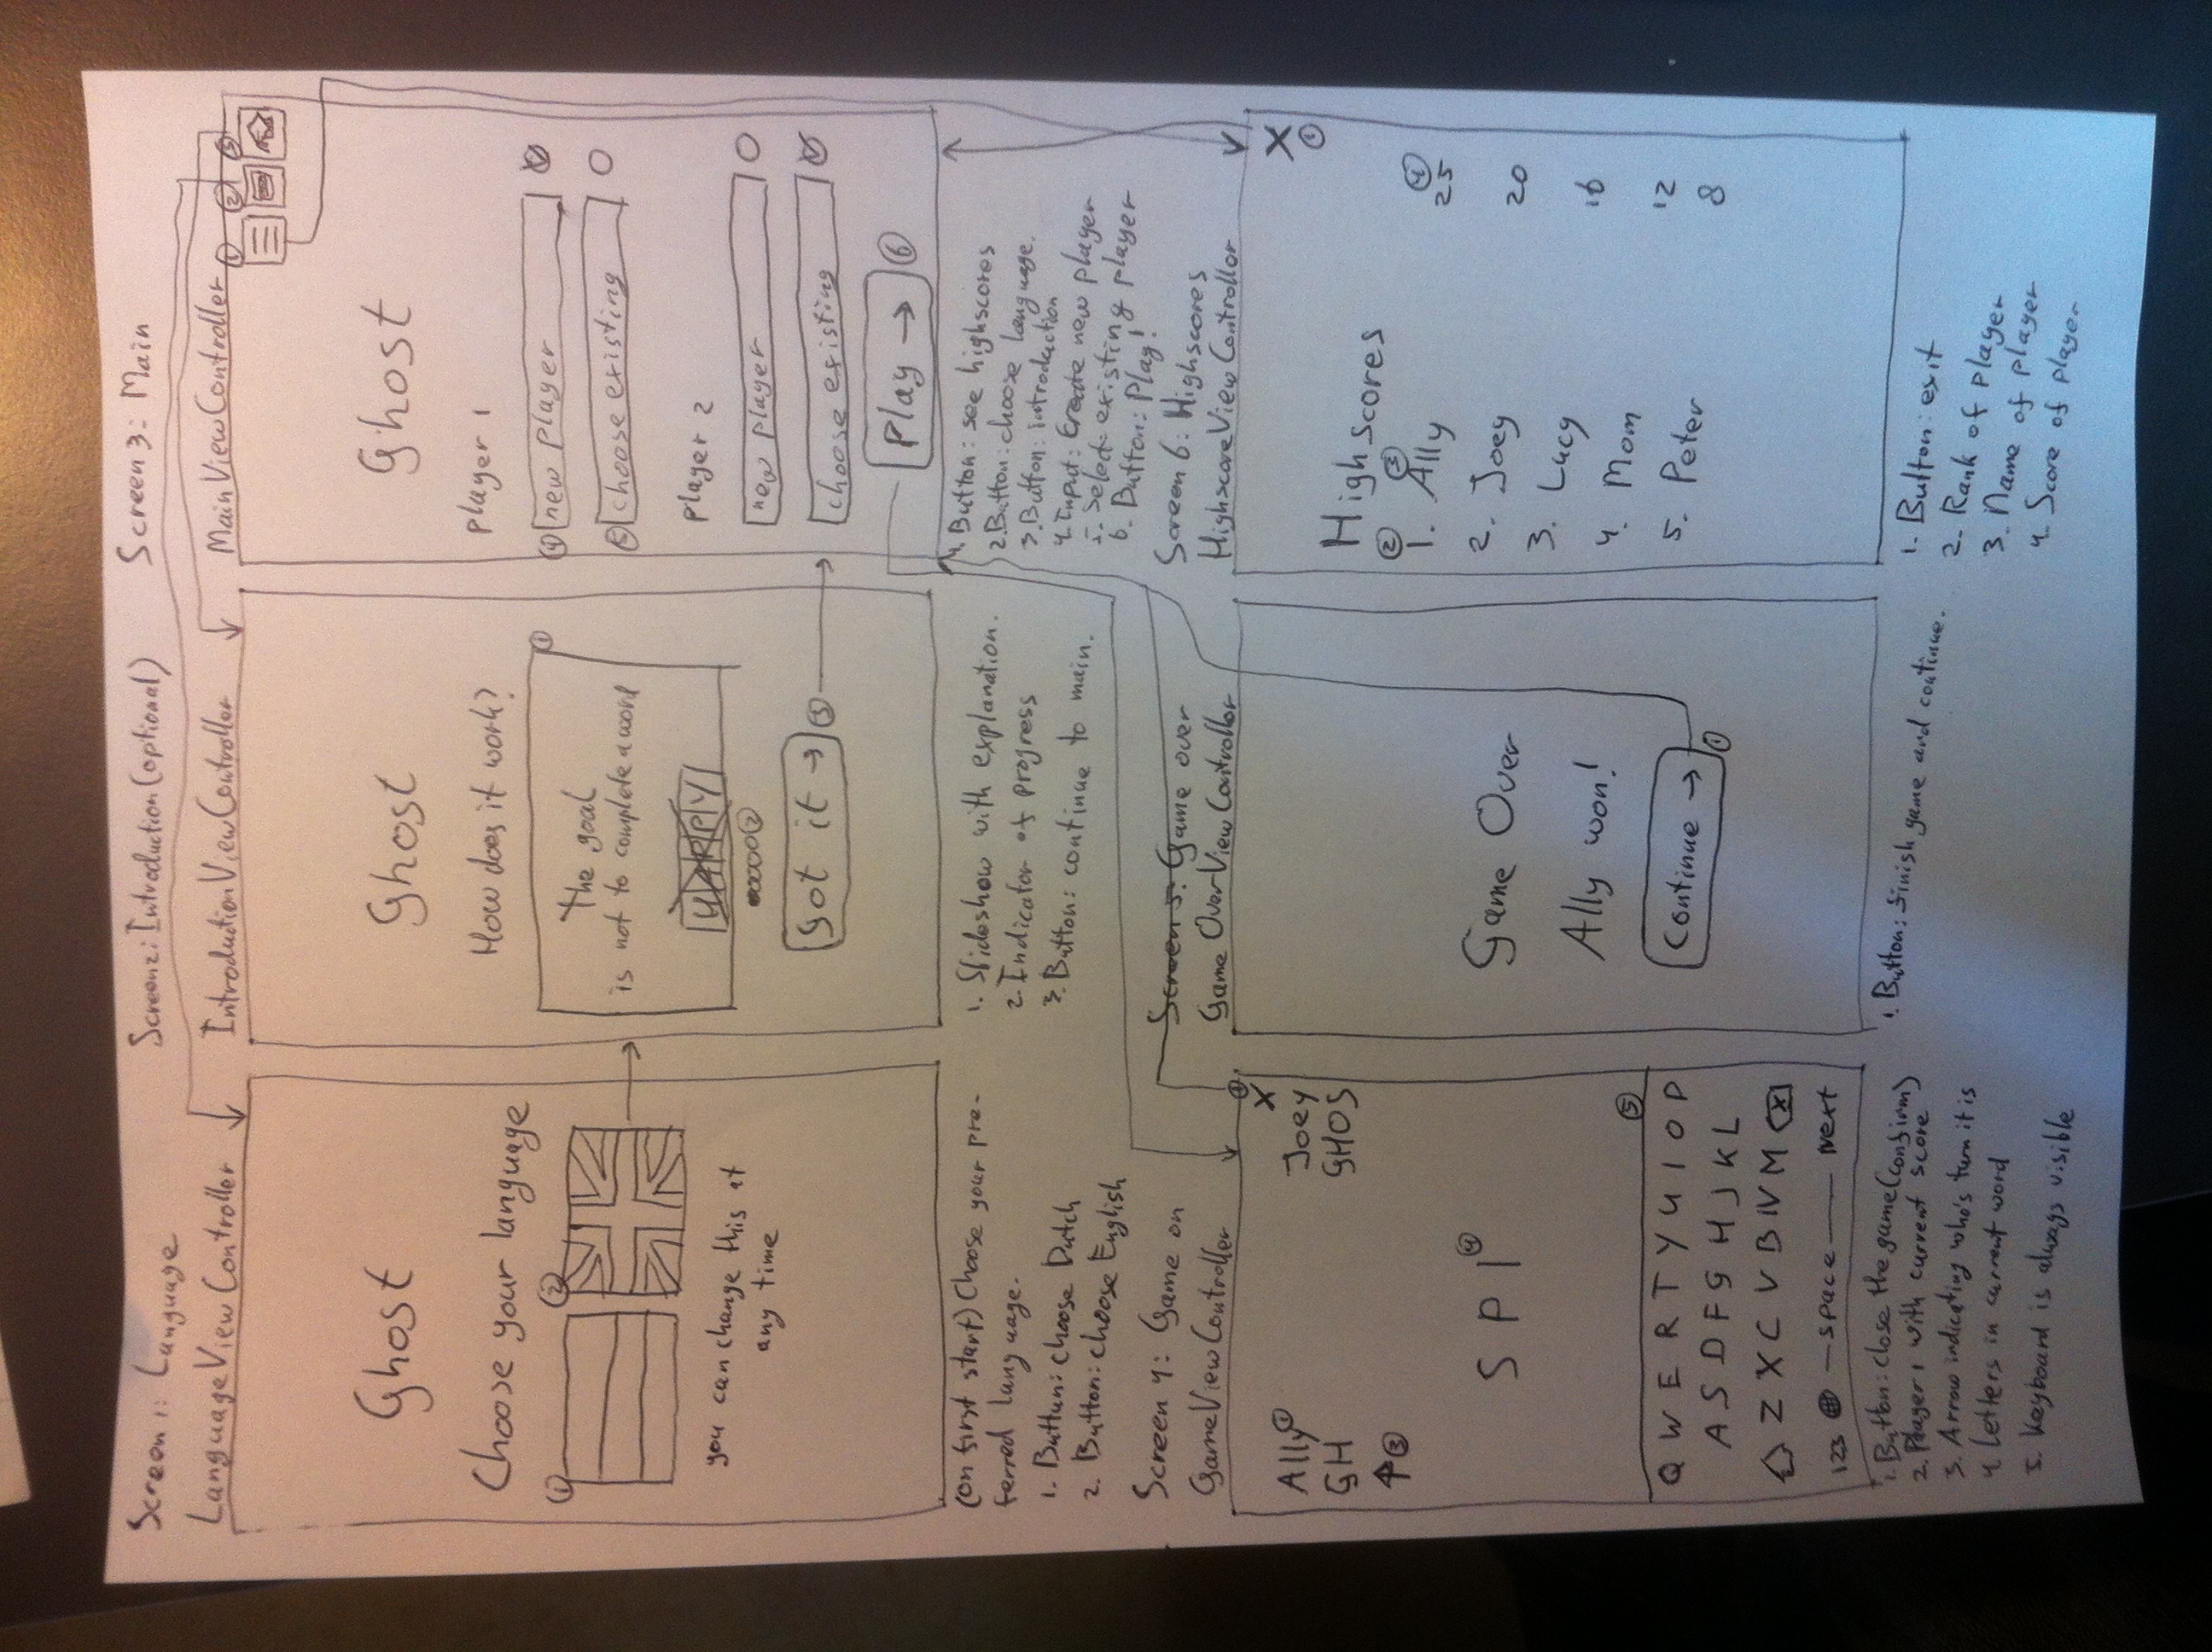 Screen 1: Language
LanguageViewController
Ghost
Choose your language
1
2
you can change this at
any time
(on first start) Choose your pre-
ferred language.
1. Button: choose Dutch
2. Button: choose English
Screen 2: Introduction (optional)
IntroductionViewController
Ghost
How does it work?
1
The goal
is not to complete a word
2
Got it →
3
1. Slideshow with explanation.
2. Indicator of progress
3. Button: continue to main.
Screen 3: Main
MainViewController
1 2 3
Ghost
player 1
4 new player
5 choose existing
player 2
new player
choose existing
Play → 6
1. Button: see highscores
2. Button: choose language.
3. Button: introduction
4. Input: Create new player
5. Select: existing player
6. Button: Play!
Screen 4: Game on
GameViewController
1
X
Ally 1
Joey
GH
GHOS
3
S P I 4
5
Q W E R T Y U I O P
A S D F G H J K L
Z X C V B N M X
123 space Next
1. Button: close the game (confirm)
2. Player 1 with current score
3. Arrow indicating who's turn it is
4. Letters in current word
5. Keyboard is always visible
Screen 5: Game over
Game OverViewController
Game Over
Ally won!
Continue →
1
1. Button: finish game and continue.
Screen 6: Highscores
HighscoreViewController
X
1
Highscores
2 3 4
1. Ally 25
2. Joey 20
3. Lucy 16
4. Mom 12
5. Peter 8
1. Button: exit
2. Rank of player
3. Name of player
4. Score of player